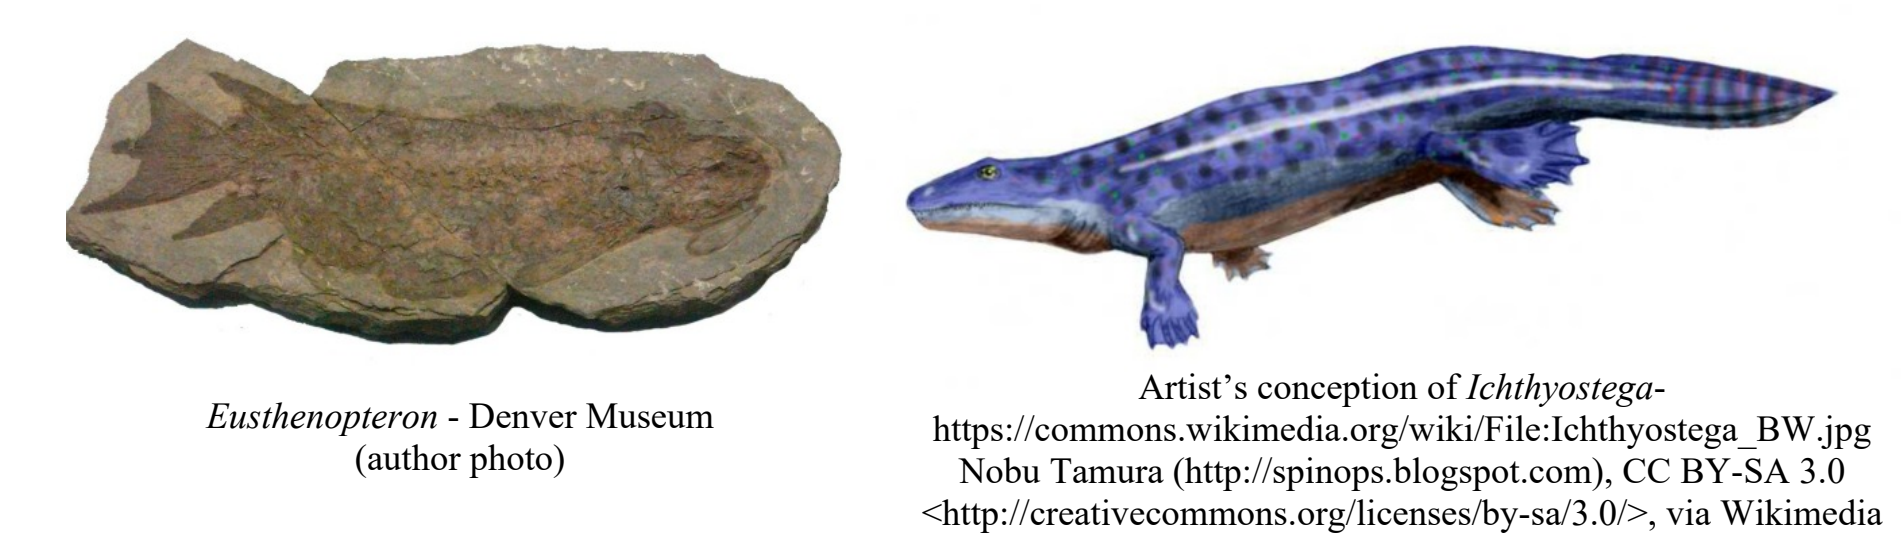 Eusthenopteron - Denver Museum
(author photo)
Artist’s conception of Ichthyostega-
https://commons.wikimedia.org/wiki/File:Ichthyostega_BW.jpg
Nobu Tamura (http://spinops.blogspot.com), CC BY-SA 3.0
<http://creativecommons.org/licenses/by-sa/3.0/>, via Wikimedia